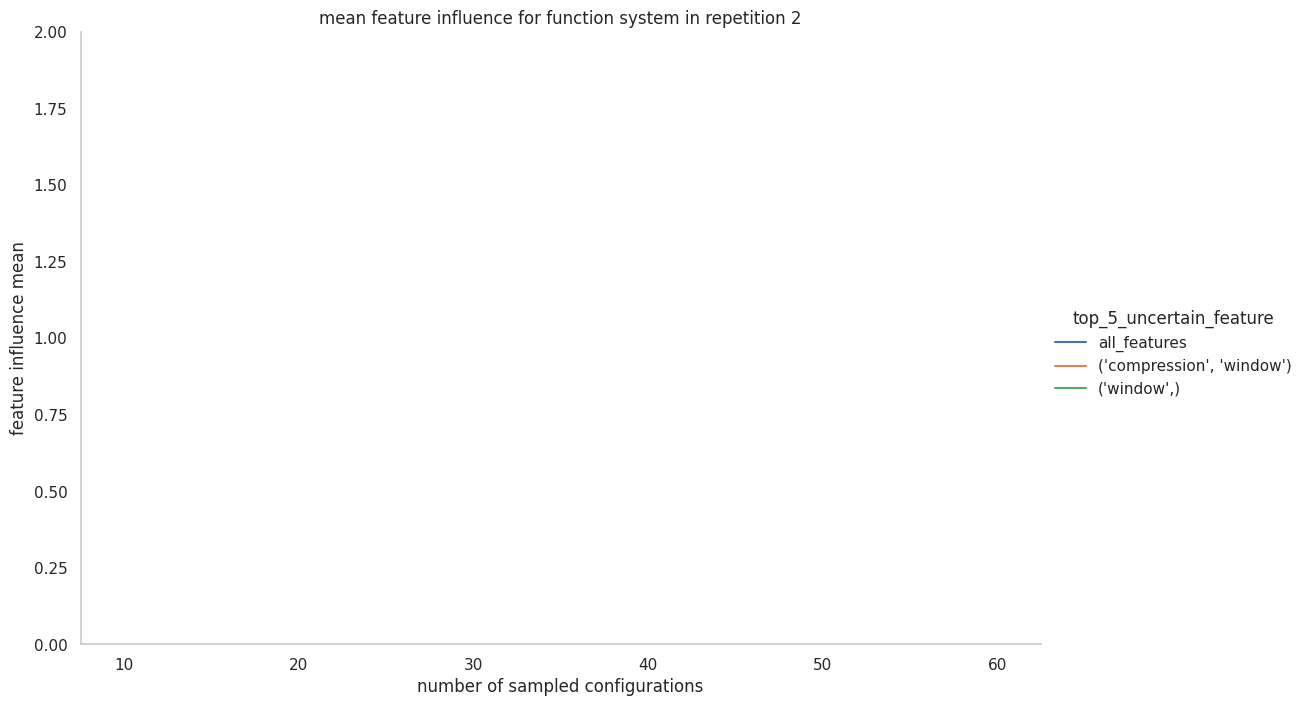 mean feature influence for function system in repetition 2
2.00
1.75
1.50
1.25
1.00
0.75
0.50
0.25
0.00
feature influence mean
10 20 30 40 50 60
number of sampled configurations
top_5_uncertain_feature
all_features
('compression', 'window')
('window',)